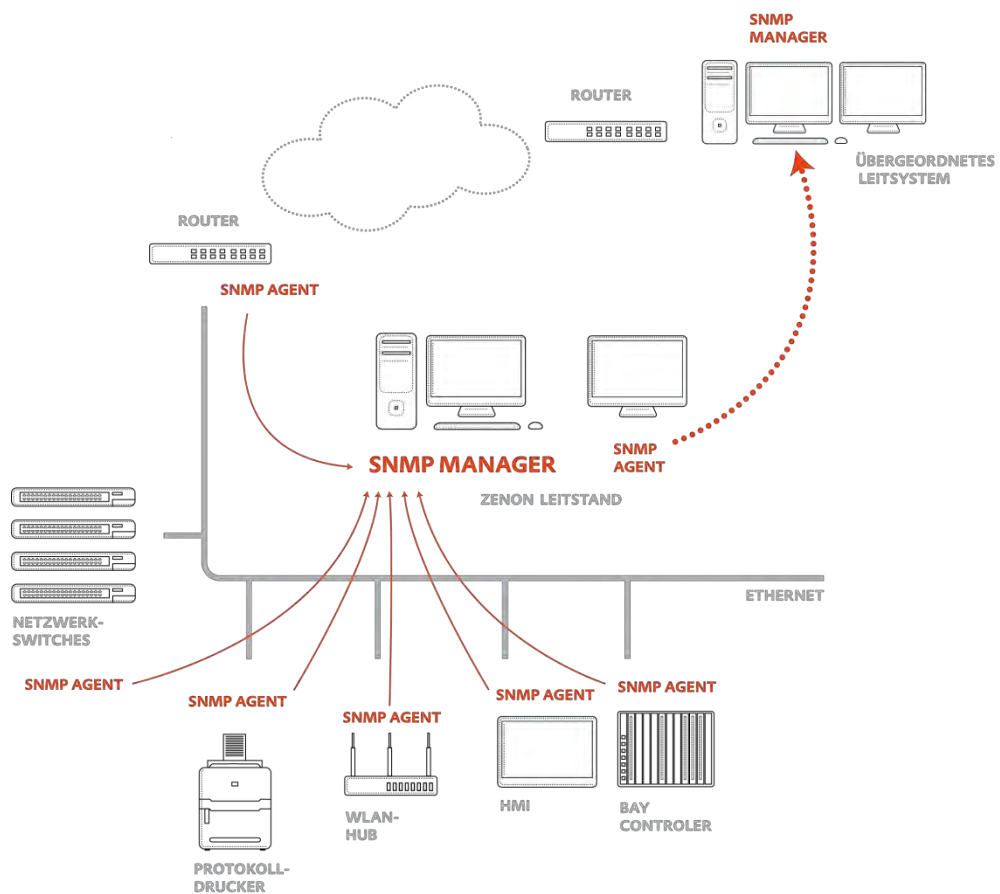 SNMP
MANAGER
ROUTER
ÜBERGEORDNETES
LEITSYSTEM
ROUTER
SNMP AGENT
SNMP MANAGER
SNMP
AGENT
ZENON LEITSTAND
ETHERNET
NETZWERK-
SWITCHES
SNMP AGENT
SNMP AGENT
SNMP AGENT
SNMP AGENT
SNMP AGENT
PROTOKOLL-
DRUCKER
WLAN-
HUB
HMI
BAY
CONTROLER